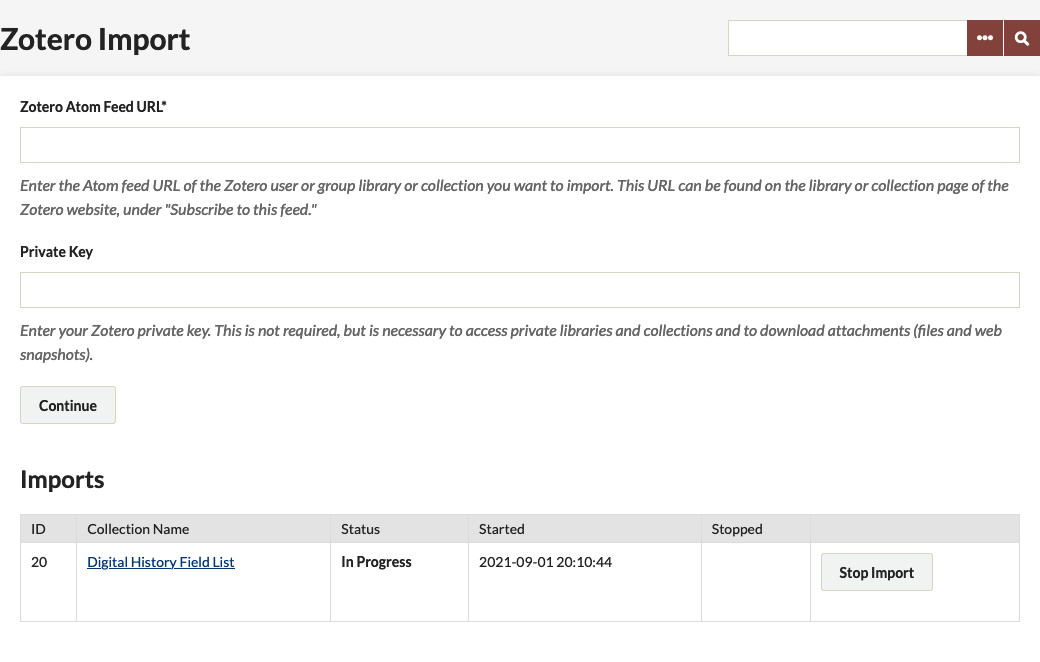 Zotero Import
Zotero Atom Feed URL*
Enter the Atom feed URL of the Zotero user or group library or collection you want to import. This URL can be found on the library or collection page of the
Zotero website, under "Subscribe to this feed."
Private Key
Enter your Zotero private key. This is not required, but is necessary to access private libraries and collections and to download attachments (files and web
snapshots).
Continue
Imports
ID Collection Name Status Started Stopped
20 Digital History Field List In Progress 2021-09-01 20:10:44 Stop Import